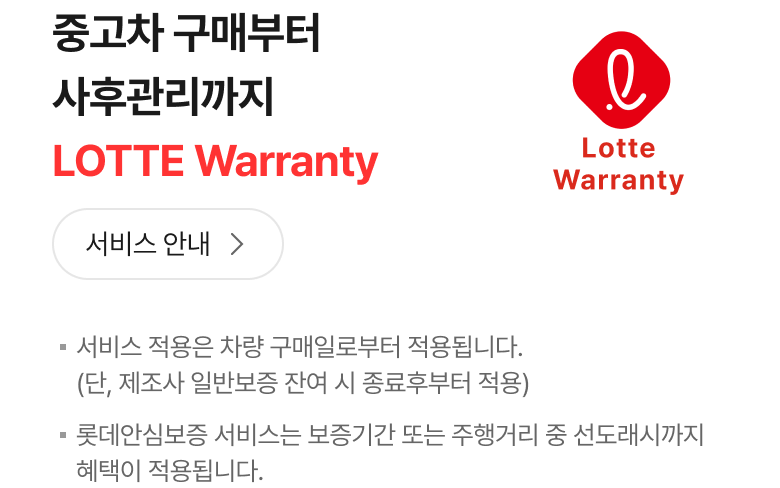 중고차 구매부터
사후관리까지
LOTTE Warranty
Lotte
Warranty
서비스 안내
서비스 적용은 차량 구매일로부터 적용됩니다.
(단, 제조사 일반보증 잔여 시 종료후부터 적용)
롯데안심보증 서비스는 보증기간 또는 주행거리 중 선도래시까지
혜택이 적용됩니다.